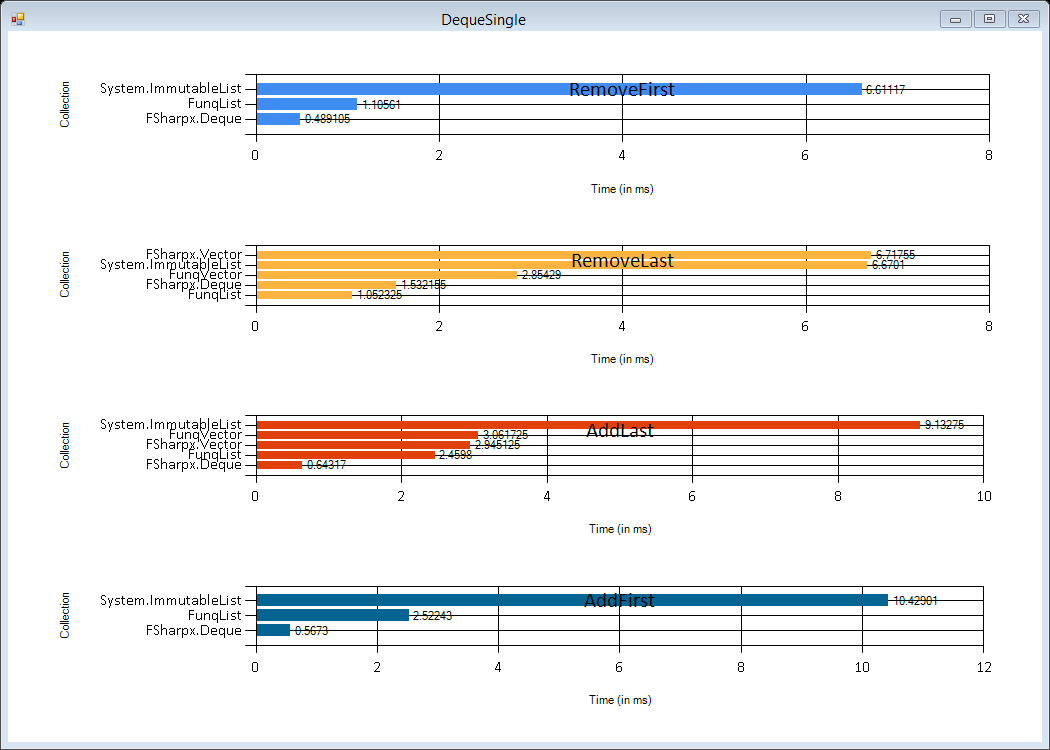 DequeSingle
Collection
System.ImmutableList
FunqList
FSharpx.Deque
RemoveFirst
6.61117
1.10561
0.489105
0 2 4 6 8
Time (in ms)
Collection
FSharpx.Vector
System.ImmutableList
FunqVector
FSharpx.Deque
FunqList
RemoveLast
6.71755
6.6701
2.85429
1.532155
1.052325
0 2 4 6 8
Time (in ms)
Collection
System.ImmutableList
FunqVector
FSharpx.Vector
FunqList
FSharpx.Deque
AddLast
9.13275
3.061725
2.945125
2.4598
0.64317
0 2 4 6 8 10
Time (in ms)
Collection
System.ImmutableList
FunqList
FSharpx.Deque
AddFirst
10.42901
2.52243
0.5673
0 2 4 6 8 10 12
Time (in ms)